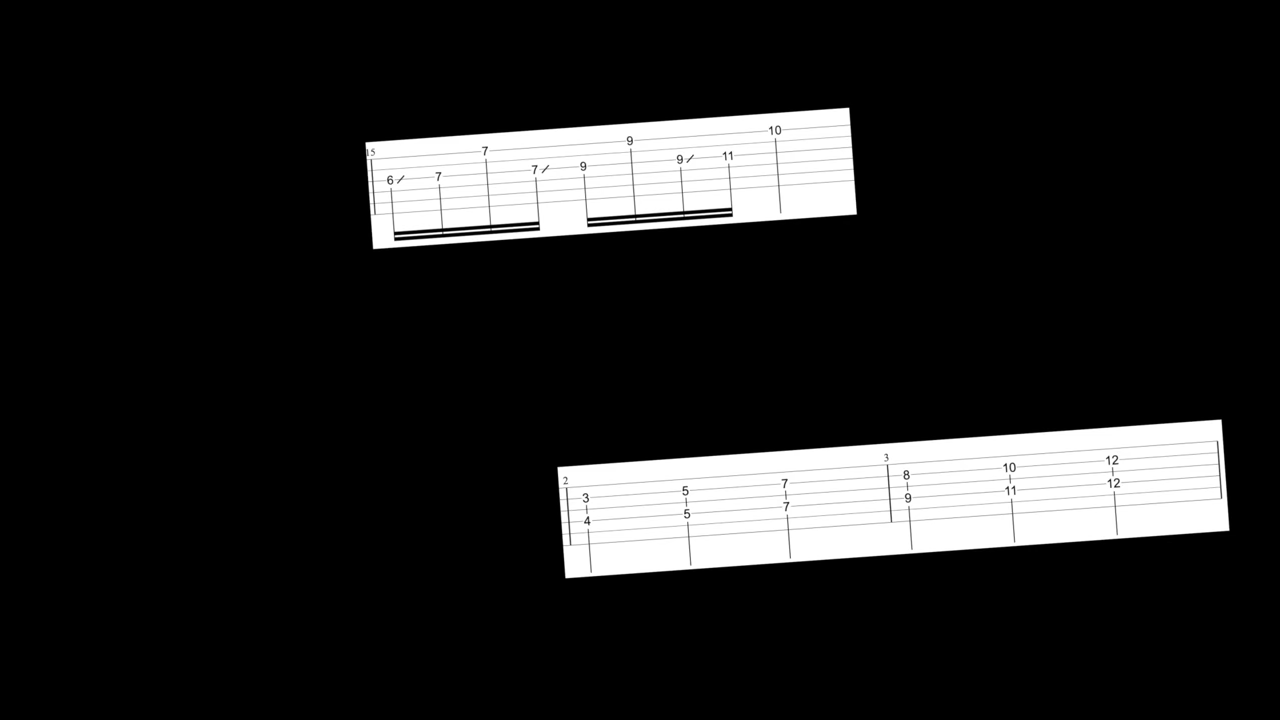 15
7 9 10
6 7 7 9 9 11
2 3
3 5 7 8 10 12
4 5 7 9 11 12